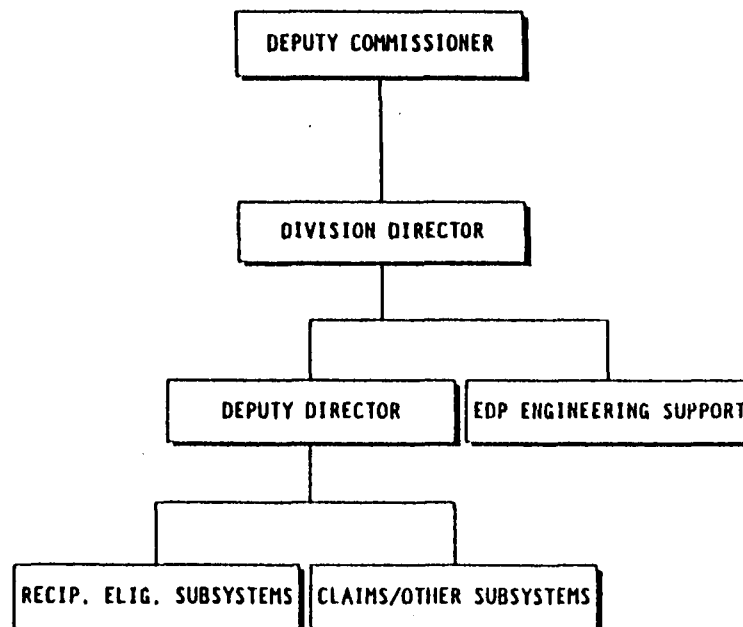 DEPUTY COMMISSIONER
DIVISION DIRECTOR
DEPUTY DIRECTOR
EDP ENGINEERING SUPPORT
RECIP. ELIG. SUBSYSTEMS
CLAIMS/OTHER SUBSYSTEMS